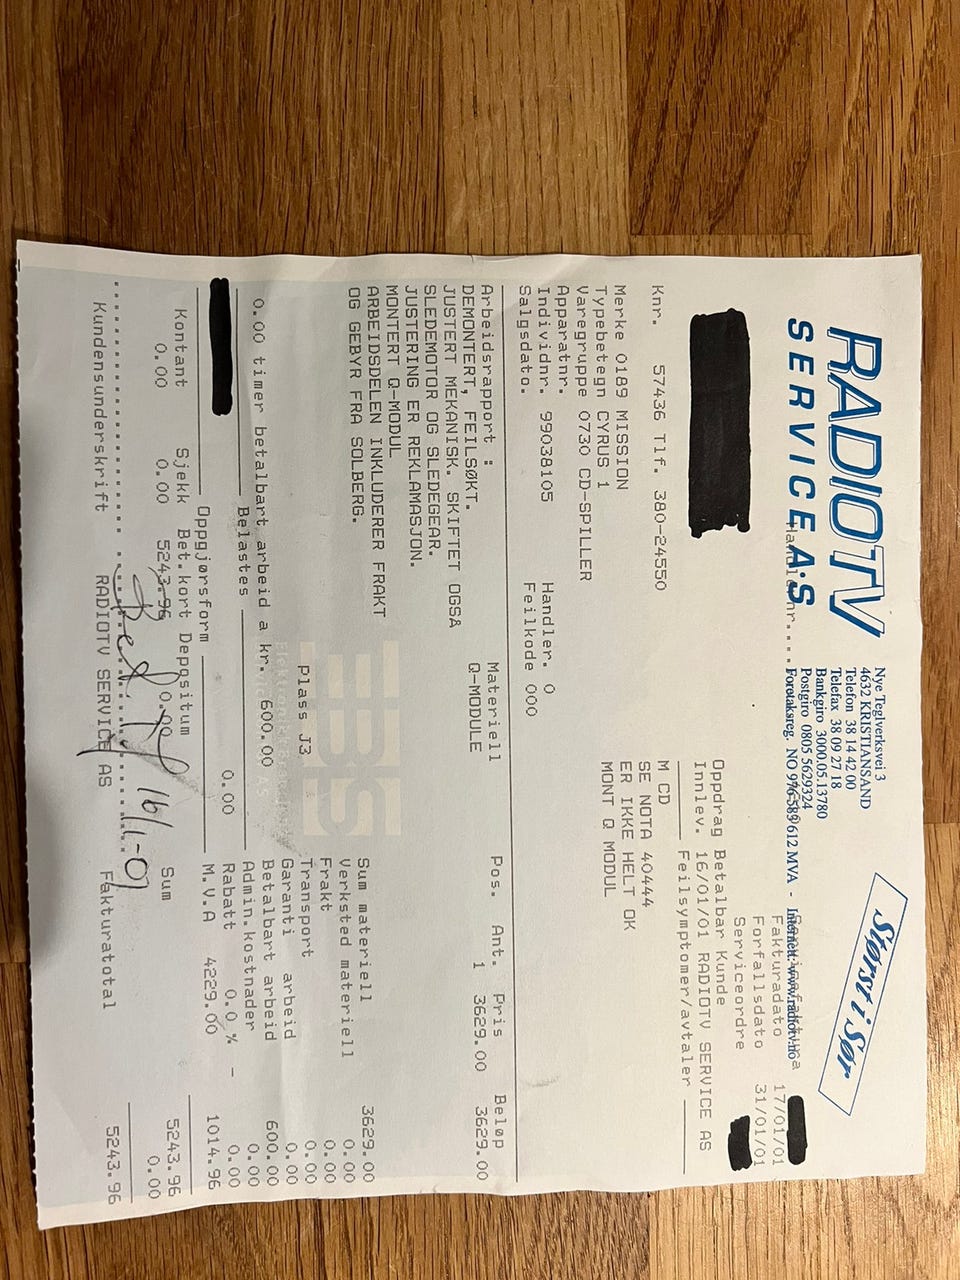 RADIOTV
SERVICE A·S
Nye Teglverksvei 3
4632 KRISTIANSAND
Telefon 38 14 42 00
Telefax 38 09 27 18
Bankgiro 3000.05.13780
Postgiro 0805 5629324
Foretaksreg. NO 976 583 612 MVA - Internett: www.radiotv.no
Størst i Sør
Fakturadato 17/01/01
Forfallsdato 31/01/01
Serviceordre
Knr. 57436 Tlf. 380-24550
Oppdrag Betalbar Kunde
Innlev. 16/01/01 RADIOTV SERVICE AS
Feilsymptomer/avtaler
Merke 0189 MISSION
Typebetegn CYRUS 1
Varegruppe 0730 CD-SPILLER
Apparatnr.
Individnr. 99038105 Handler. 0
Salgsdato. Feilkode 000
M CD
SE NOTA 40444
ER IKKE HELT OK
MONT Q MODUL
Arbeidsrapport : Materiell Pos. Ant. Pris Beløp
DEMONTERT, FEILSØKT. Q-MODULE 1 3629.00 3629.00
JUSTERT MEKANISK. SKIFTET OGSÅ
SLEDEMOTOR OG SLEDEGEAR.
JUSTERING ER REKLAMASJON.
MONTERT Q-MODUL
ARBEIDSDELEN INKLUDERER FRAKT
OG GEBYR FRA SOLBERG.
Plass J3
Sum materiell 3629.00
Verksted materiell 0.00
Frakt 0.00
Transport 0.00
Garanti arbeid 0.00
0.00 timer betalbart arbeid a kr. 600.00 Betalbart arbeid 600.00
Belastes Admin.kostnader 0.00
0.00 Rabatt 0.0 % - 0.00
M.V.A 4229.00 1014.96
Oppgjørsform
Kontant Sjekk Bet.kort Depositum Sum 5243.96
0.00 0.00 5243.96 0.00 0.00
16/1-01
Kundensunderskrift RADIOTV SERVICE AS Fakturatotal 5243.96